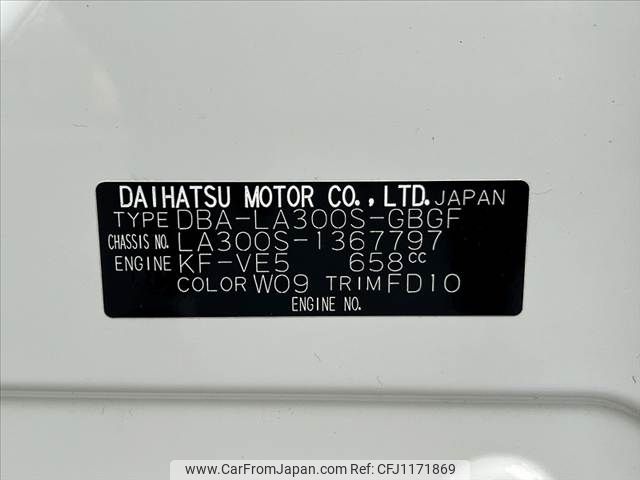 DAIHATSU MOTOR CO.,LTD. JAPAN
TYPE DBA-LA300S-GBGF
CHASSIS NO. LA300S-1367797
ENGINE KF-VE5 658cc
COLOR W09 TRIM FD10
ENGINE NO.
www.CarFromJapan.com | Ref No. CFJ1171869